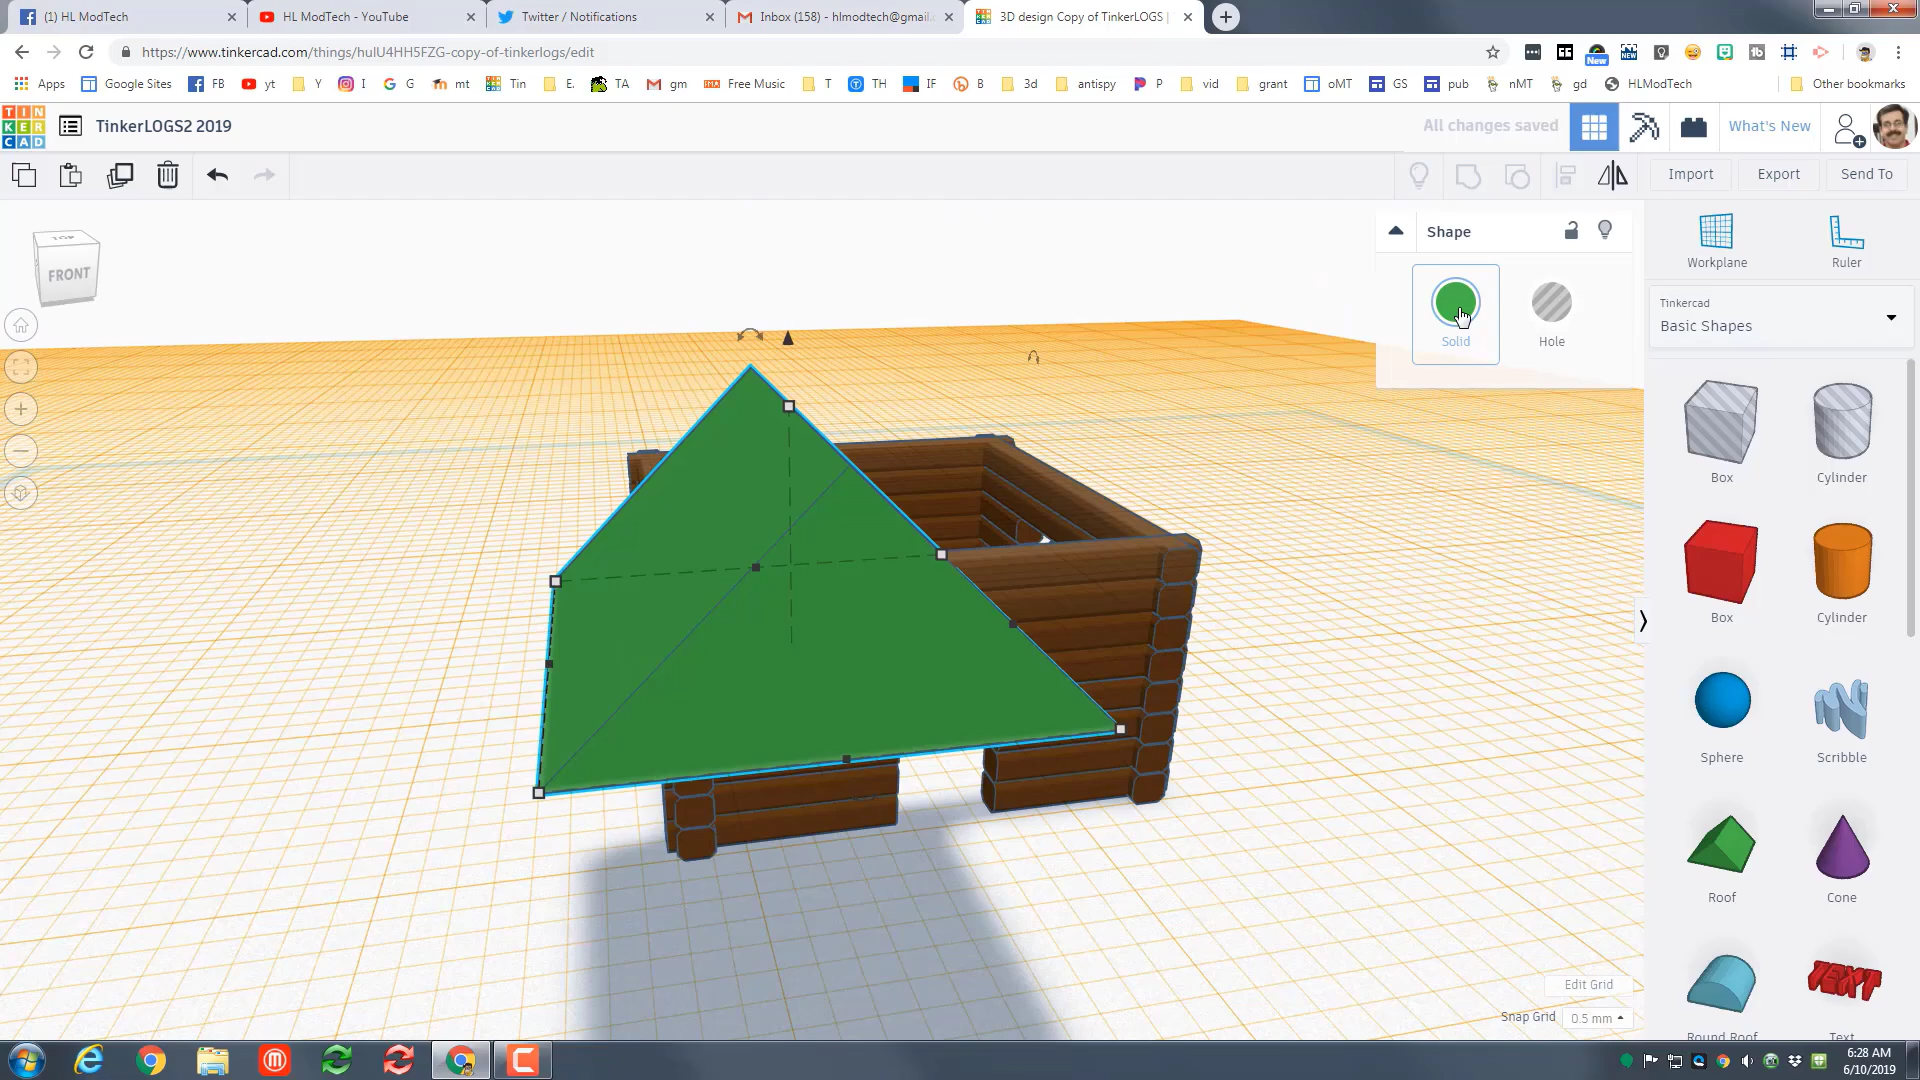 (1) HL ModTech
HL ModTech - YouTube
Twitter / Notifications
Inbox (158) - hlmodtech@gmail.c
3D design Copy of TinkerLOGS |
https://www.tinkercad.com/things/hulU4HH5FZG-copy-of-tinkerlogs/edit
New
Apps
Google Sites
FB
yt
Y
I
G
mt
Tin
E.
TA
gm
Free Music
T
TH
IF
B
3d
antispy
P
vid
grant
oMT
GS
pub
nMT
gd
HLModTech
Other bookmarks
TIN
KER
CAD
TinkerLOGS2 2019
All changes saved
What's New
Import
Export
Send To
TOP
FRONT
Shape
Solid
Hole
Workplane
Ruler
Tinkercad
Basic Shapes
Box
Cylinder
Box
Cylinder
Sphere
Scribble
Roof
Cone
Round Roof
TEXT
Text
Edit Grid
Snap Grid
0.5 mm
6:28 AM
6/10/2019